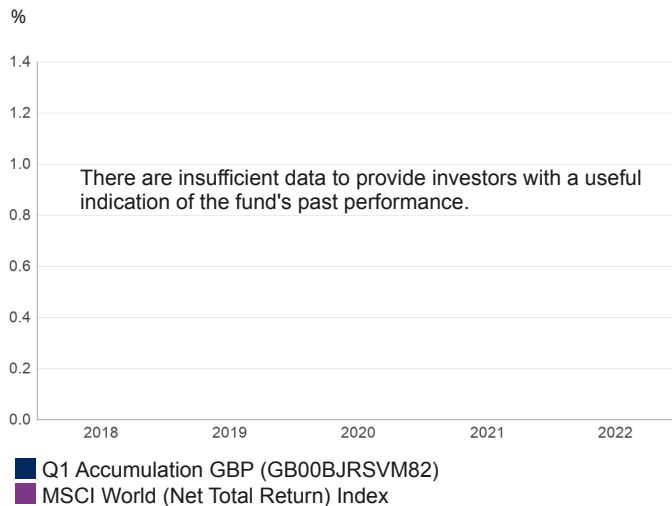 %
1.4
1.2
1.0
There are insufficient data to provide investors with a useful
indication of the fund's past performance.
0.8
0.6
0.4
0.2
0.0
2018 2019 2020 2021 2022
Q1 Accumulation GBP (GB00BJRSVM82)
MSCI World (Net Total Return) Index